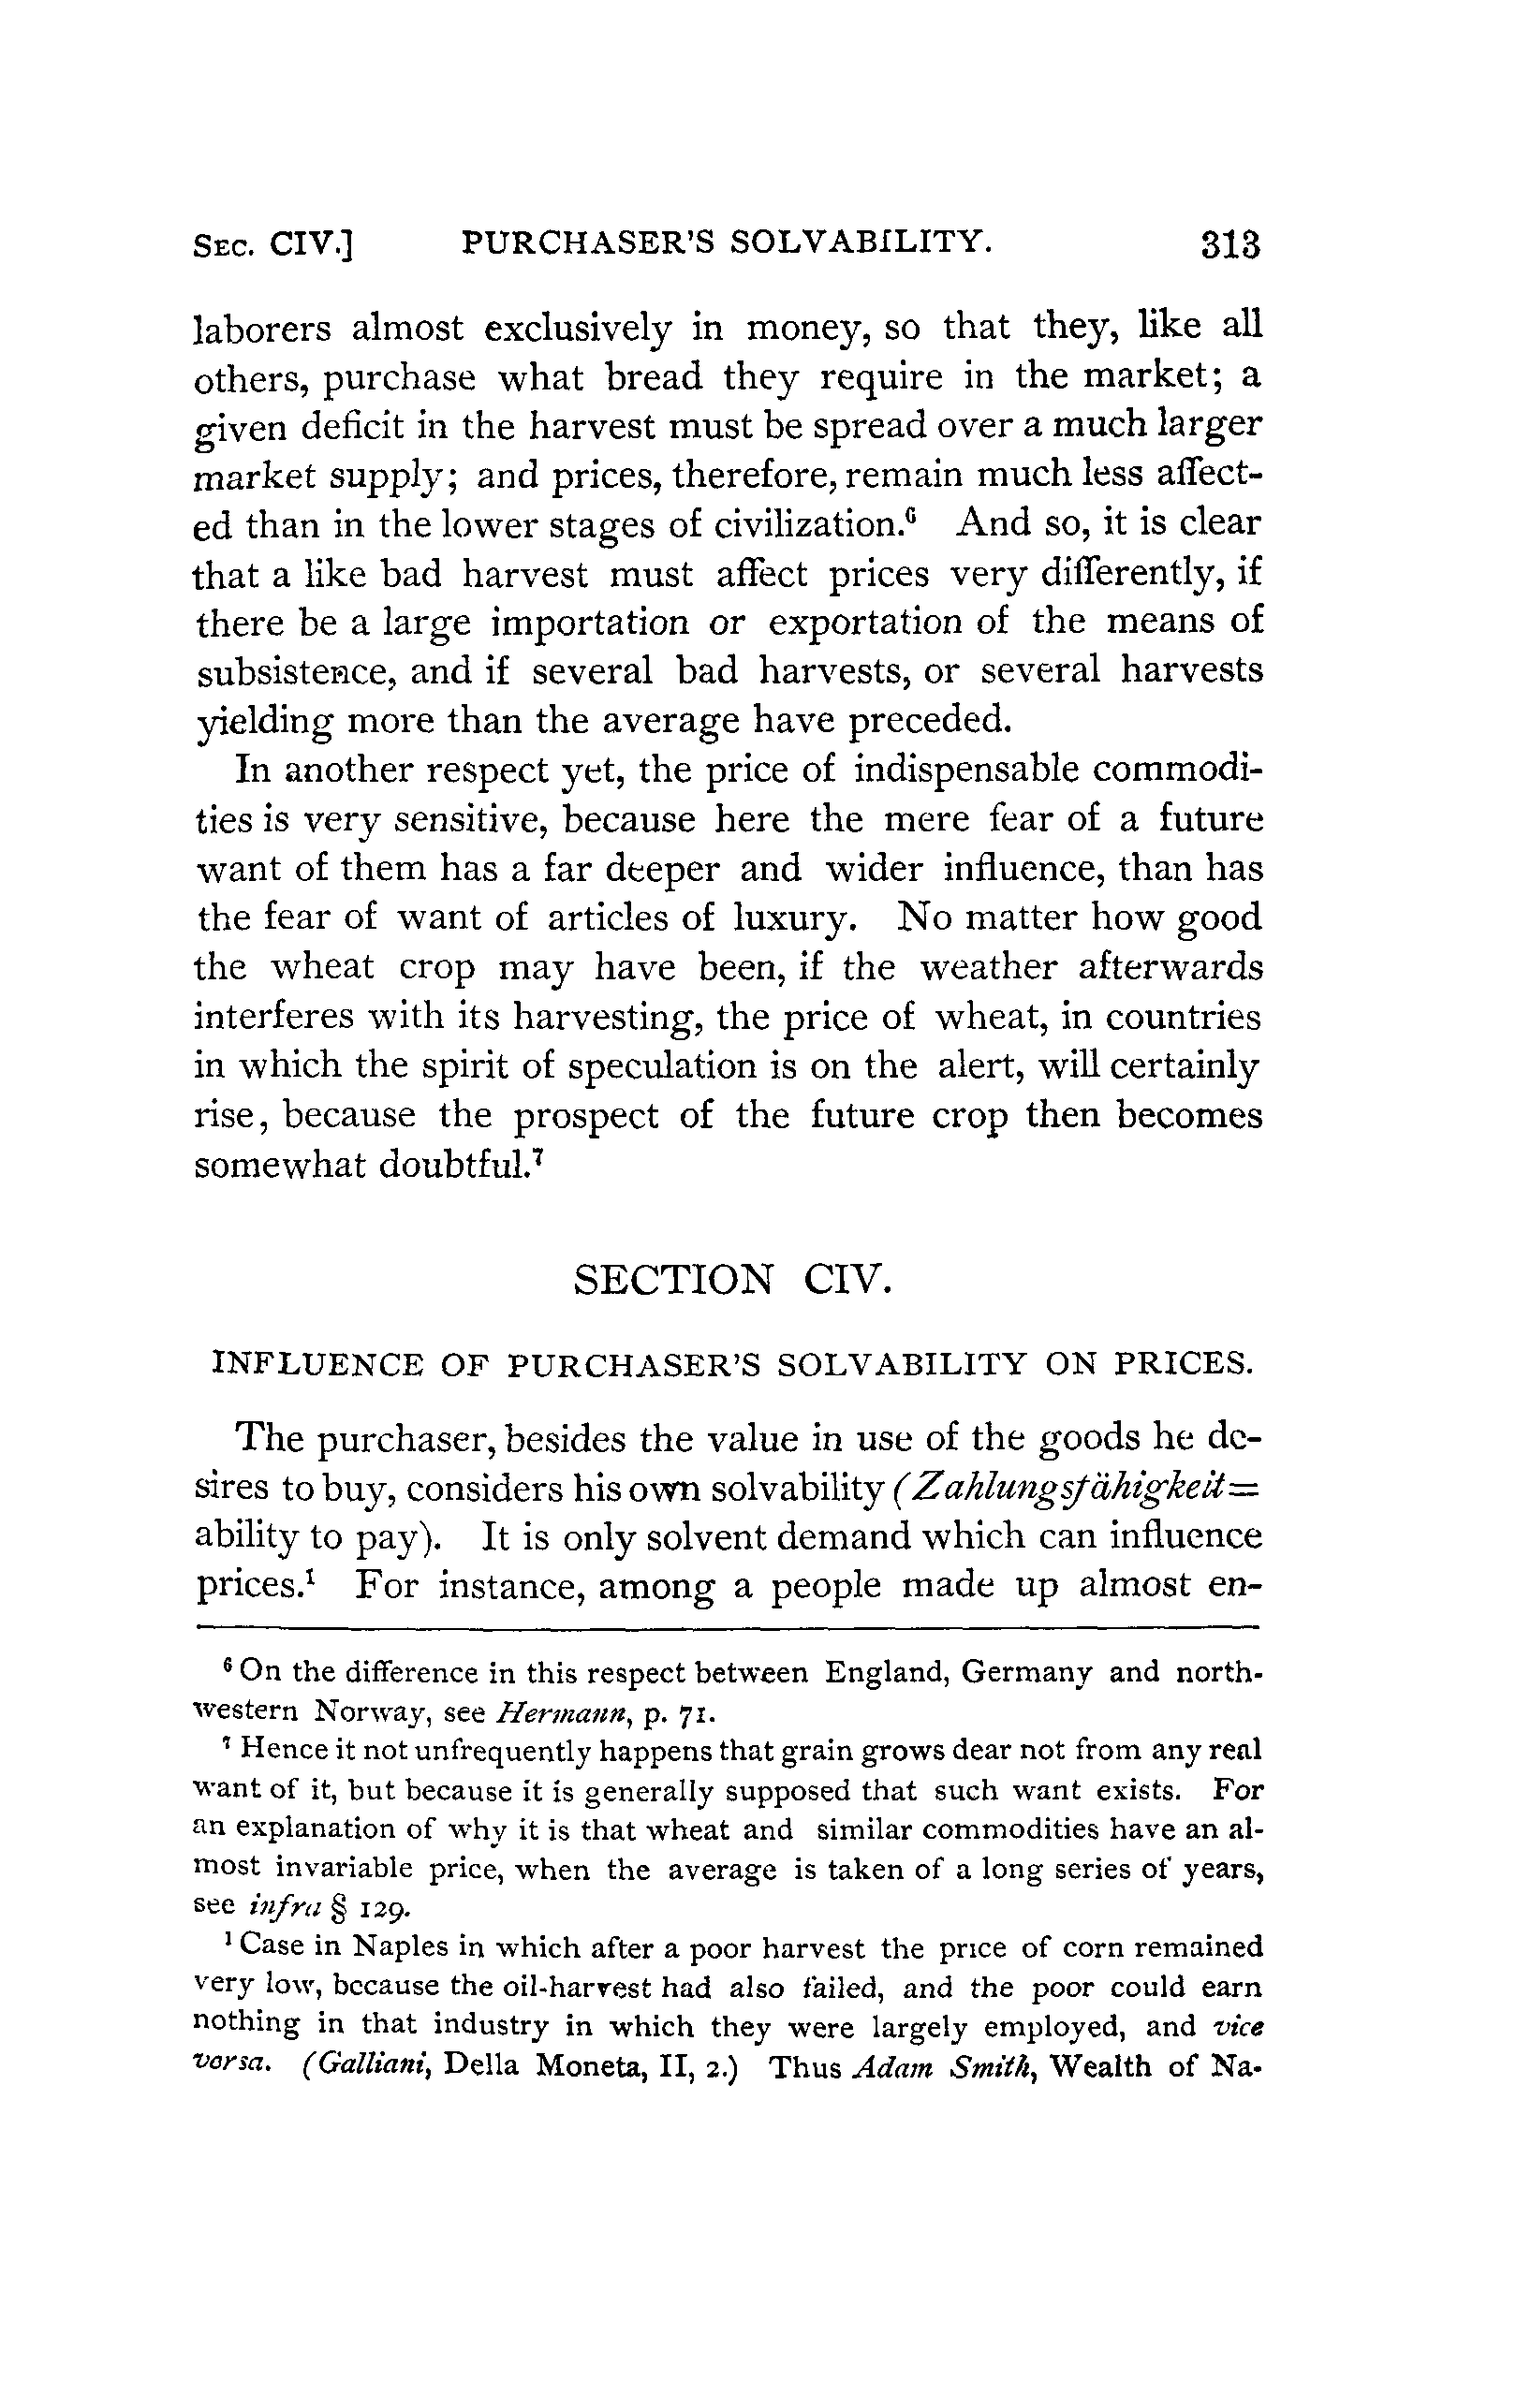 SEC. CIV.] PURCHASER'S SOLVABILITY. 313
laborers almost exclusively in money, so that they, like all
others, purchase what bread they require in the market; a
given deficit in the harvest must be spread over a much larger
market supply; and prices, therefore, remain much less affect-
ed than in the lower stages of civilization.⁶ And so, it is clear
that a like bad harvest must affect prices very differently, if
there be a large importation or exportation of the means of
subsistence, and if several bad harvests, or several harvests
yielding more than the average have preceded.
In another respect yet, the price of indispensable commodi-
ties is very sensitive, because here the mere fear of a future
want of them has a far deeper and wider influence, than has
the fear of want of articles of luxury. No matter how good
the wheat crop may have been, if the weather afterwards
interferes with its harvesting, the price of wheat, in countries
in which the spirit of speculation is on the alert, will certainly
rise, because the prospect of the future crop then becomes
somewhat doubtful.⁷
SECTION CIV.
INFLUENCE OF PURCHASER'S SOLVABILITY ON PRICES.
The purchaser, besides the value in use of the goods he de-
sires to buy, considers his own solvability (Zahlungsfähigkeit=
ability to pay). It is only solvent demand which can influence
prices.¹ For instance, among a people made up almost en-
⁶ On the difference in this respect between England, Germany and north-
western Norway, see Hermann, p. 71.
⁷ Hence it not unfrequently happens that grain grows dear not from any real
want of it, but because it is generally supposed that such want exists. For
an explanation of why it is that wheat and similar commodities have an al-
most invariable price, when the average is taken of a long series of years,
see infra § 129.
¹ Case in Naples in which after a poor harvest the price of corn remained
very low, because the oil-harvest had also failed, and the poor could earn
nothing in that industry in which they were largely employed, and vice
versa. (Galliani, Della Moneta, II, 2.) Thus Adam Smith, Wealth of Na-